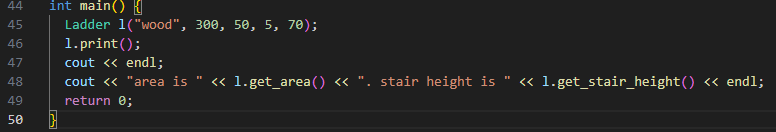 44 int main() {
45 Ladder l("wood", 300, 50, 5, 70);
46 l.print();
47 cout << endl;
48 cout << "area is " << l.get_area() << ". stair height is " << l.get_stair_height() << endl;
49 return 0;
50 }